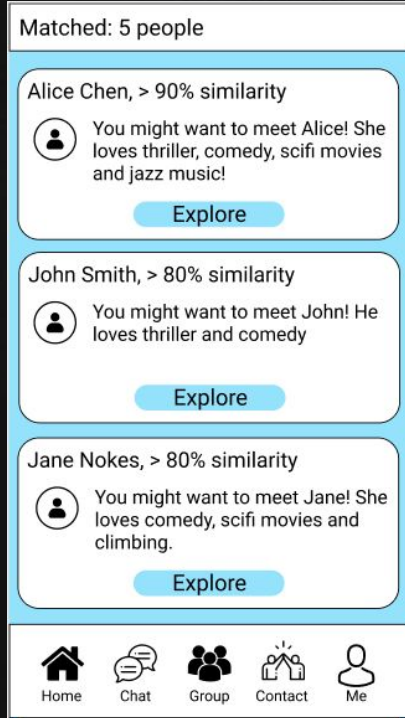 Matched: 5 people
Alice Chen, > 90% similarity
You might want to meet Alice! She
loves thriller, comedy, scifi movies
and jazz music!
Explore
John Smith, > 80% similarity
You might want to meet John! He
loves thriller and comedy
Explore
Jane Nokes, > 80% similarity
You might want to meet Jane! She
loves comedy, scifi movies and
climbing.
Explore
Home Chat Group Contact Me